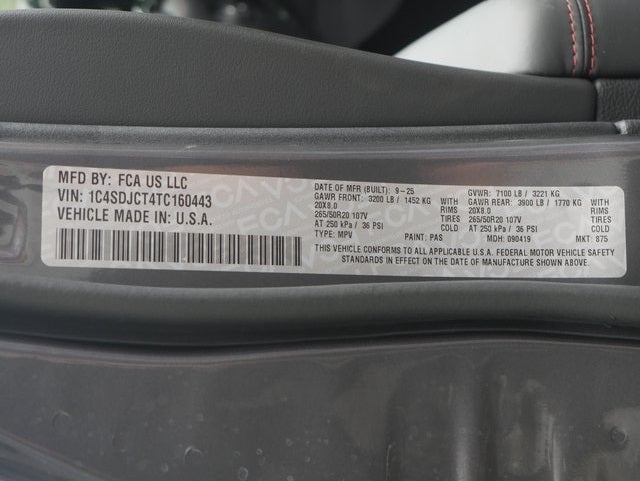 MFD BY: FCA US LLC
VIN: 1C4SDJCT4TC160443
VEHICLE MADE IN U.S.A.
DATE OF MFR (BUILT): 9-25 GVWR: 7100 LB / 3221 KG
GAWR FRONT: 3200 LB / 1452 KG WITH GAWR REAR: 3900 LB / 1770 KG WITH
20X8.0 TIRES 20X8.0 TIRES
265/50R20 107V COLD 265/50R20 107V COLD
AT 250 kPa / 36 PSI AT 250 kPa / 36 PSI
TYPE: MPV PAINT: PAS MDH: 090419 MKT: 875
THIS VEHICLE CONFORMS TO ALL APPLICABLE U.S.A. FEDERAL MOTOR VEHICLE SAFETY
STANDARDS IN EFFECT ON THE DATE OF MANUFACTURE SHOWN ABOVE.